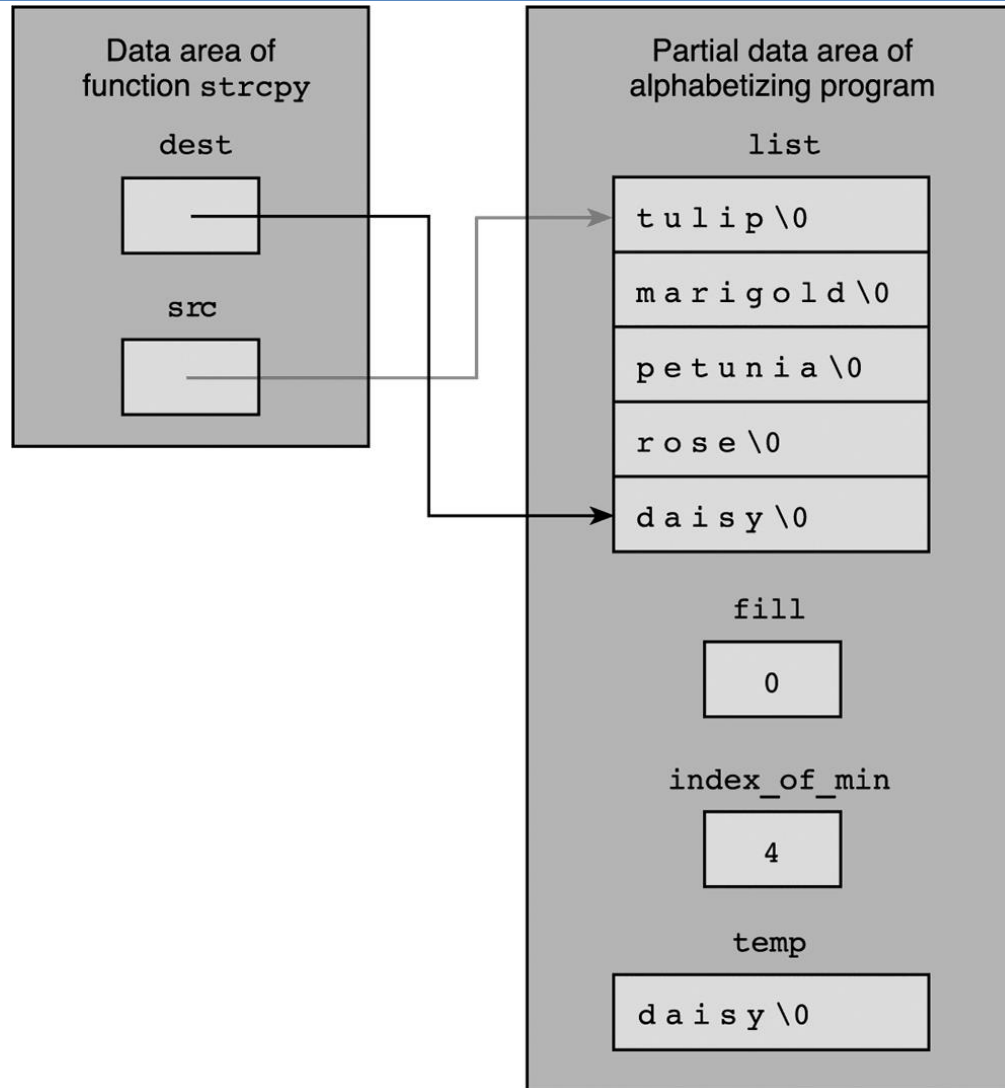 Data area of
function strcpy
dest
src
Partial data area of
alphabetizing program
list
tulip\0
marigold\0
petunia\0
rose\0
daisy\0
fill
0
index_of_min
4
temp
daisy\0